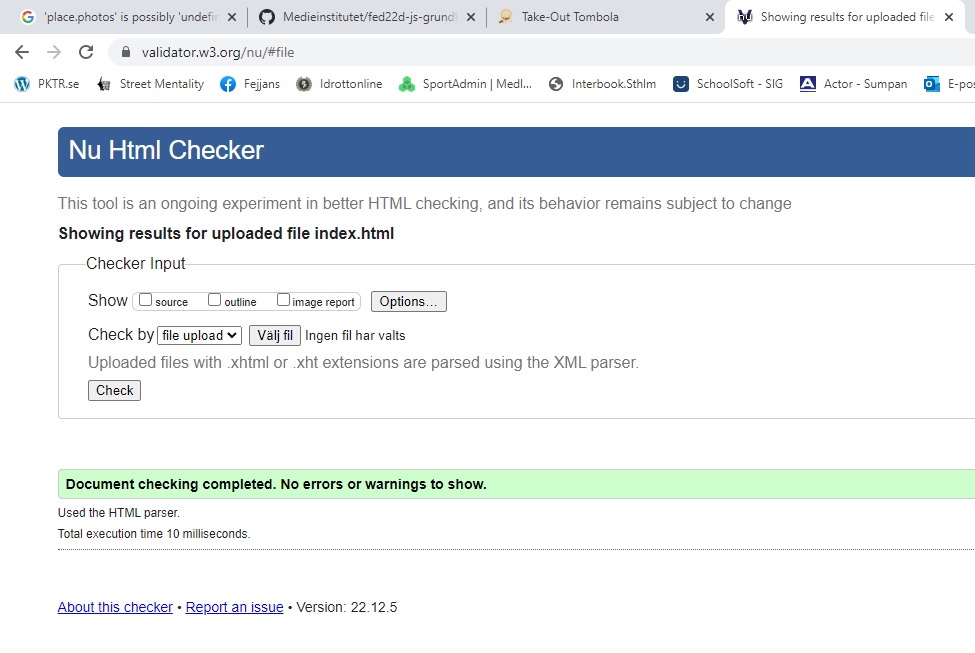 'place.photos' is possibly 'undefin
Medieinstitutet/fed22d-js-grundk
Take-Out Tombola
Showing results for uploaded file
validator.w3.org/nu/#file
PKTR.se Street Mentality Fejjans Idrottonline SportAdmin | Medl... Interbook.Sthlm SchoolSoft - SIG Actor - Sumpan E-pos
Nu Html Checker
This tool is an ongoing experiment in better HTML checking, and its behavior remains subject to change
Showing results for uploaded file index.html
Checker Input
Show source outline image report Options...
Check by file upload Välj fil Ingen fil har valts
Uploaded files with .xhtml or .xht extensions are parsed using the XML parser.
Check
Document checking completed. No errors or warnings to show.
Used the HTML parser.
Total execution time 10 milliseconds.
About this checker • Report an issue • Version: 22.12.5